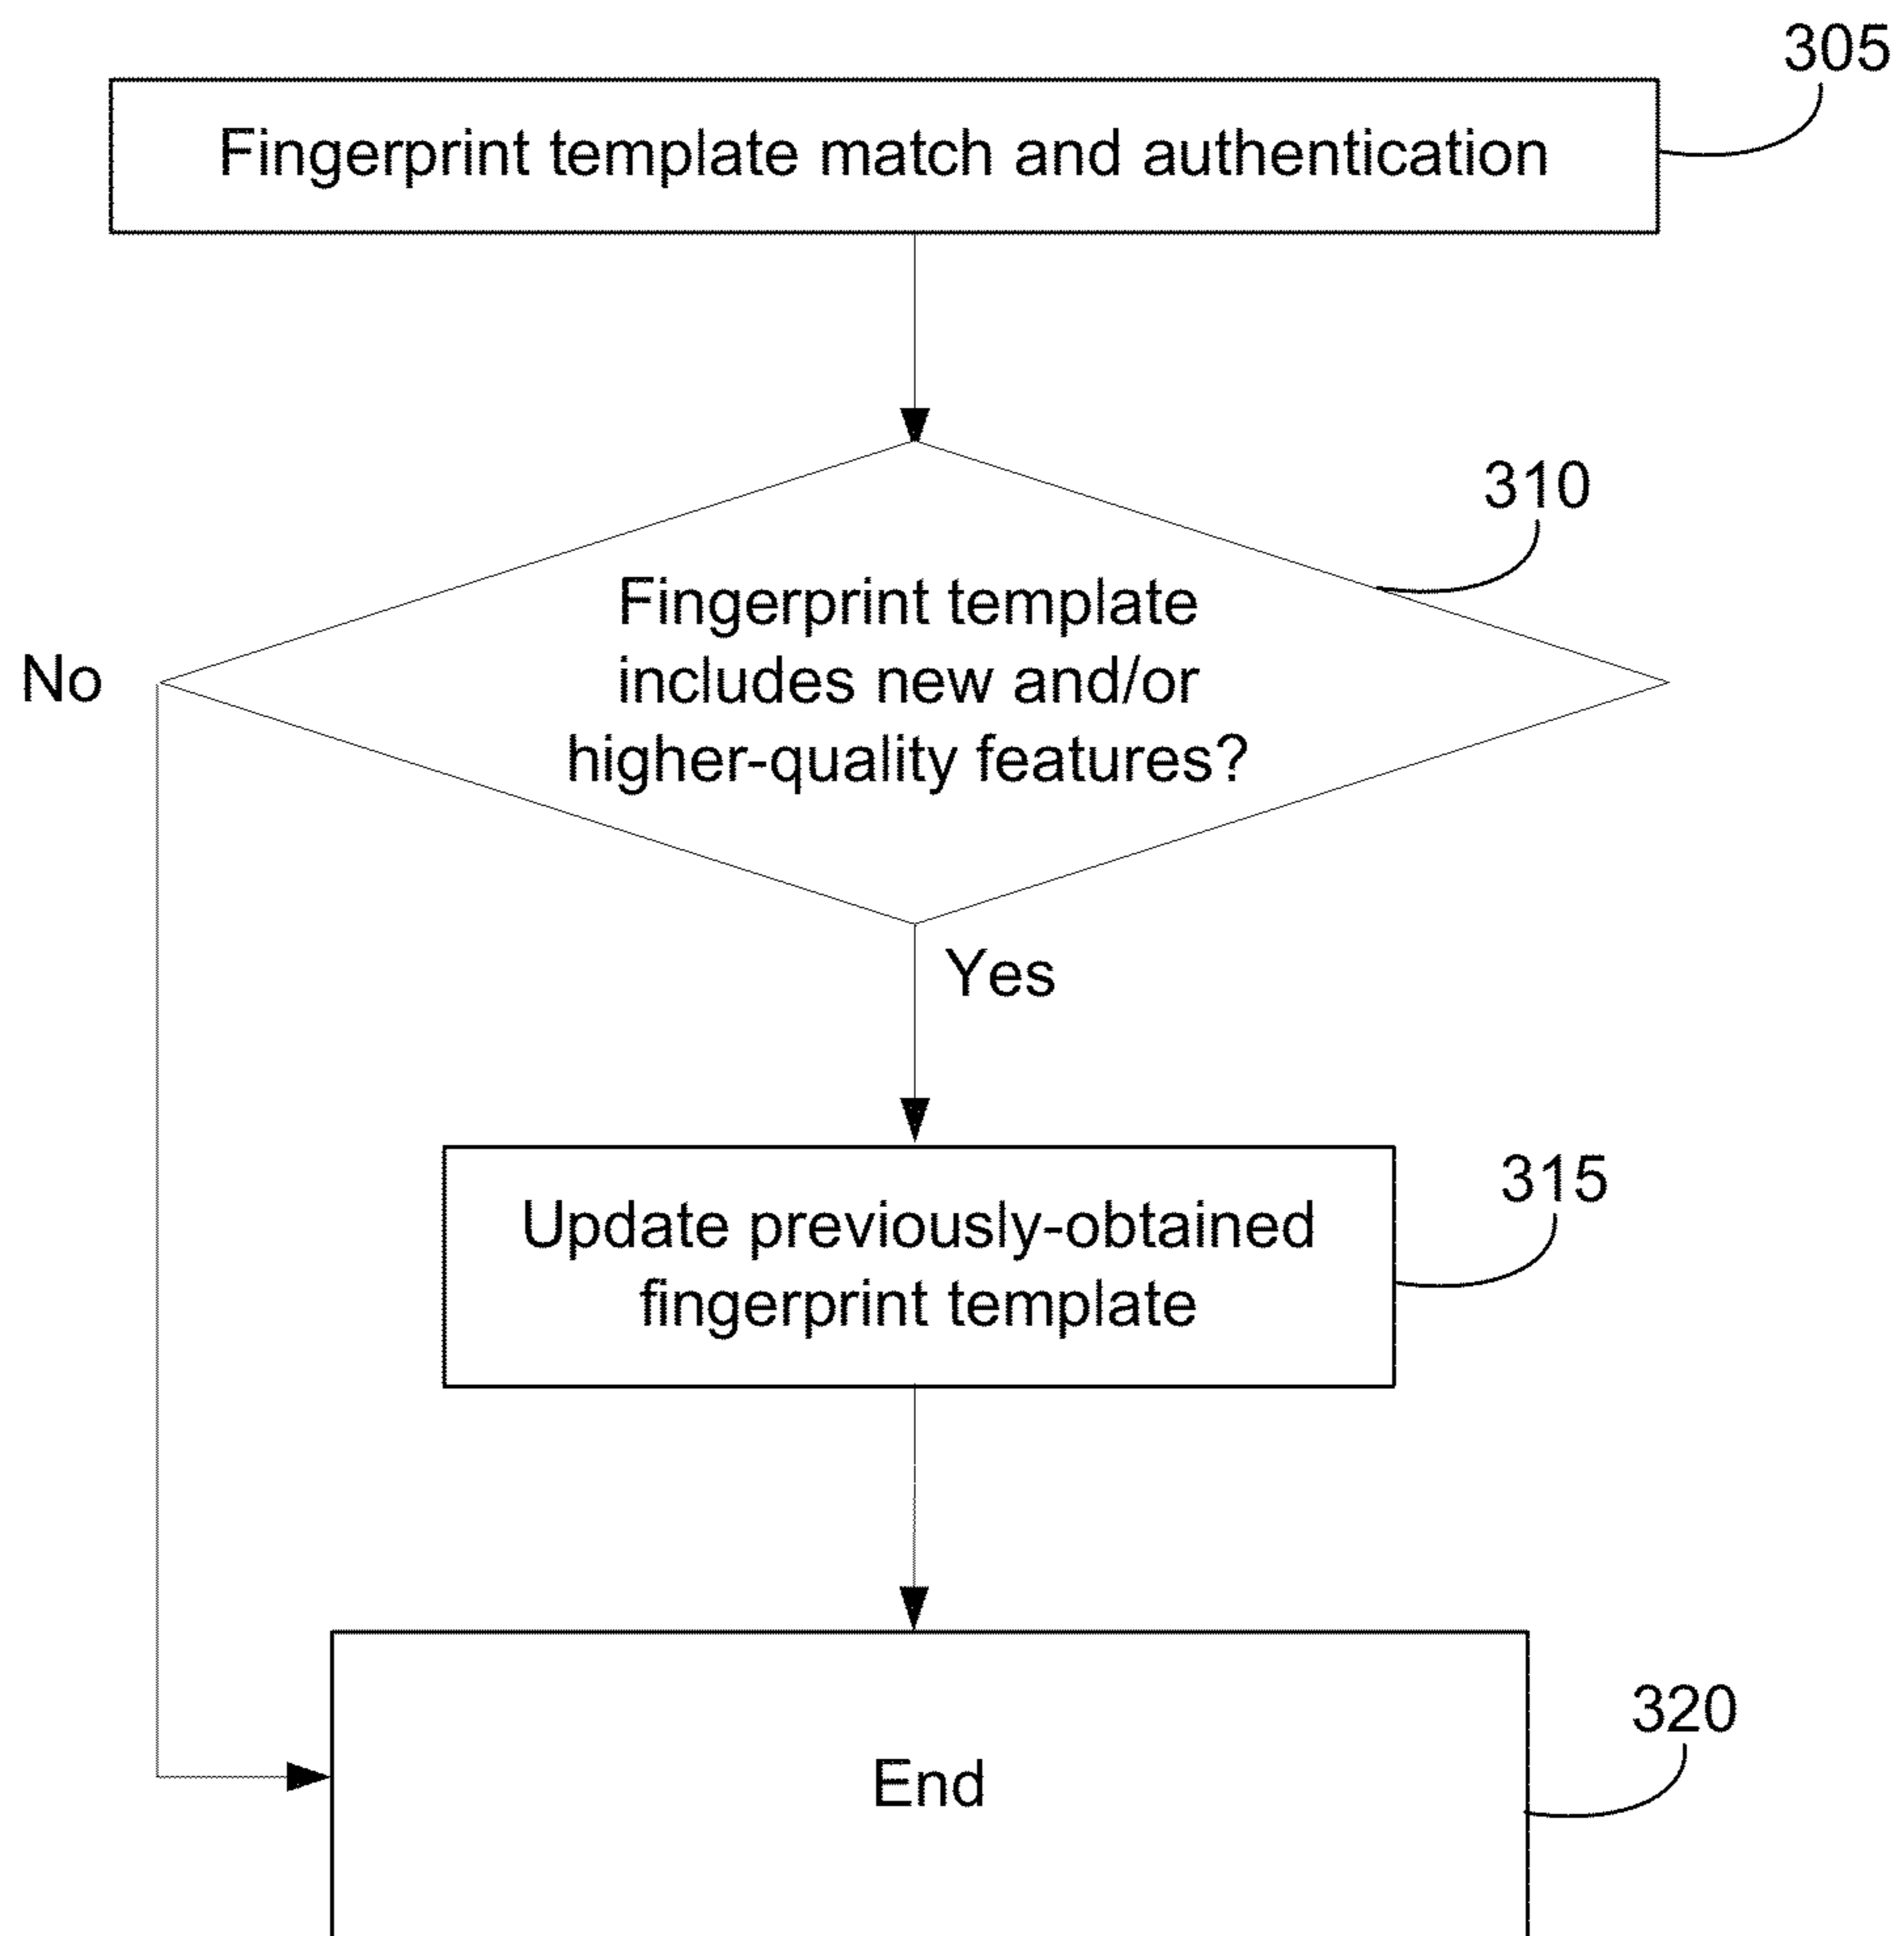 305
Fingerprint template match and authentication
310
Fingerprint template
includes new and/or
higher-quality features?
No
Yes
315
Update previously-obtained
fingerprint template
320
End